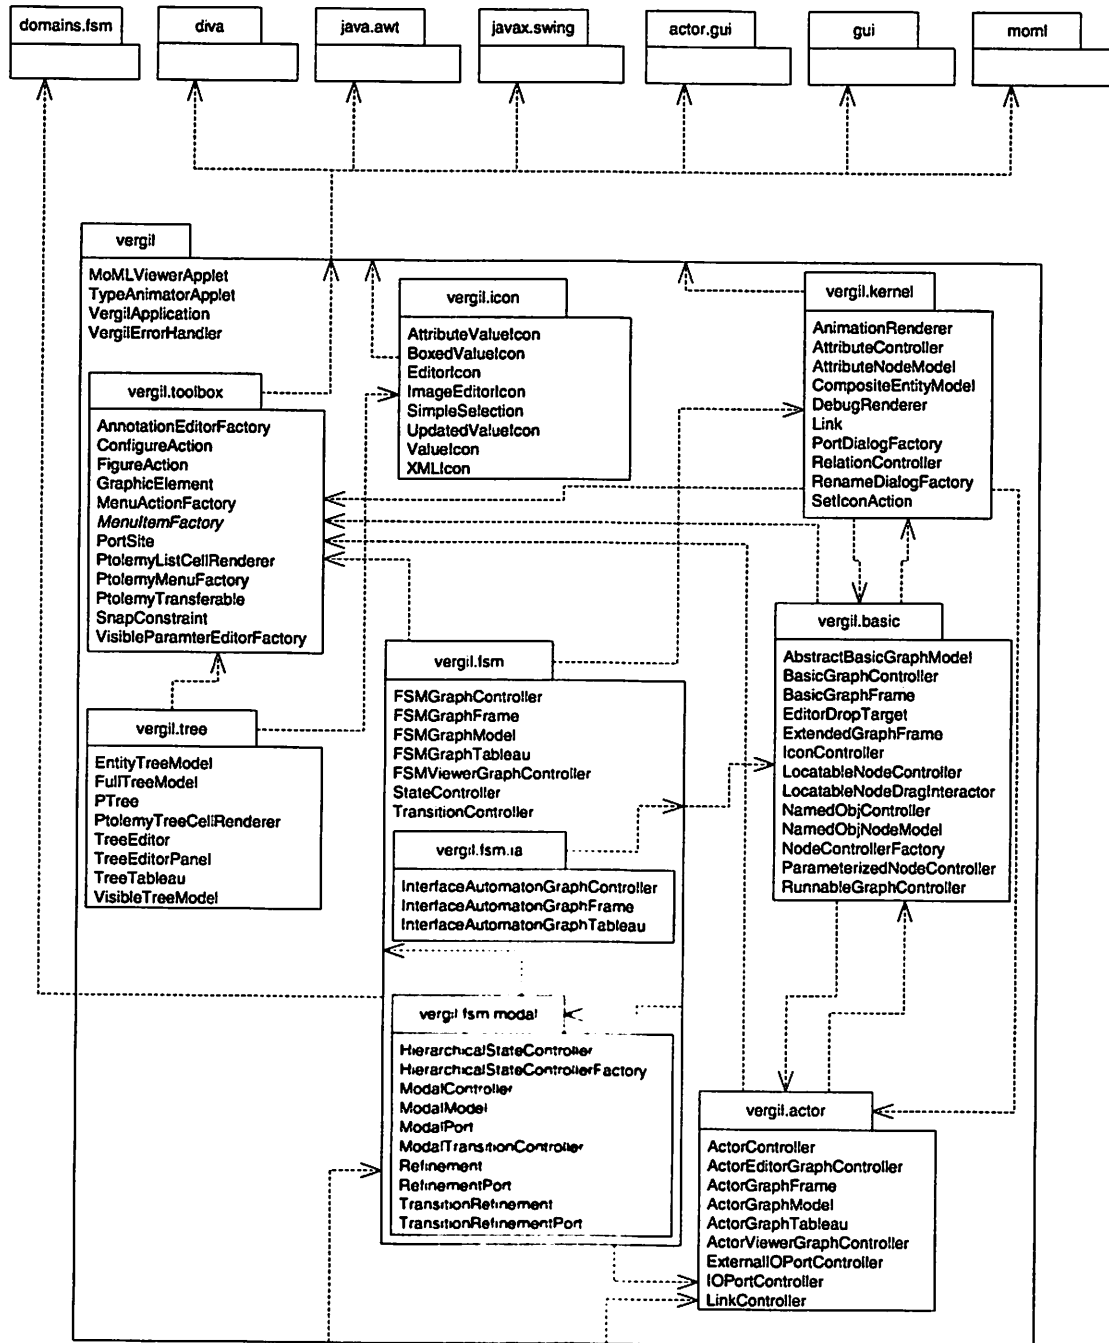 domains.fsm
diva
java.awt
javax.swing
actor.gui
gui
moml
vergil
MoMLViewerApplet
TypeAnimatorApplet
VergilApplication
VergilErrorHandler
vergil.toolbox
AnnotationEditorFactory
ConfigureAction
FigureAction
GraphicElement
MenuActionFactory
MenuItemFactory
PortSite
PtolemyListCellRenderer
PtolemyMenuFactory
PtolemyTransferable
SnapConstraint
VisibleParamterEditorFactory
vergil.tree
EntityTreeModel
FullTreeModel
PTree
PtolemyTreeCellRenderer
TreeEditor
TreeEditorPanel
TreeTableau
VisibleTreeModel
vergil.icon
AttributeValueIcon
BoxedValueIcon
EditorIcon
ImageEditorIcon
SimpleSelection
UpdatedValueIcon
ValueIcon
XMLIcon
vergil.kernel
AnimationRenderer
AttributeController
AttributeNodeModel
CompositeEntityModel
DebugRenderer
Link
PortDialogFactory
RelationController
RenameDialogFactory
SetIconAction
vergil.fsm
FSMGraphController
FSMGraphFrame
FSMGraphModel
FSMGraphTableau
FSMViewerGraphController
StateController
TransitionController
vergil.fsm.ia
InterfaceAutomatonGraphController
InterfaceAutomatonGraphFrame
InterfaceAutomatonGraphTableau
vergil fsm modal
HierarchicalStateController
HierarchicalStateControllerFactory
ModalController
ModalModel
ModalPort
ModalTransitionController
Refinement
RefinementPort
TransitionRefinement
TransitionRefinementPort
vergil.basic
AbstractBasicGraphModel
BasicGraphController
BasicGraphFrame
EditorDropTarget
ExtendedGraphFrame
IconController
LocatableNodeController
LocatableNodeDragInteractor
NamedObjController
NamedObjNodeModel
NodeControllerFactory
ParameterizedNodeController
RunnableGraphController
vergil.actor
ActorController
ActorEditorGraphController
ActorGraphFrame
ActorGraphModel
ActorGraphTableau
ActorViewerGraphController
ExternalIOPortController
IOPortController
LinkController